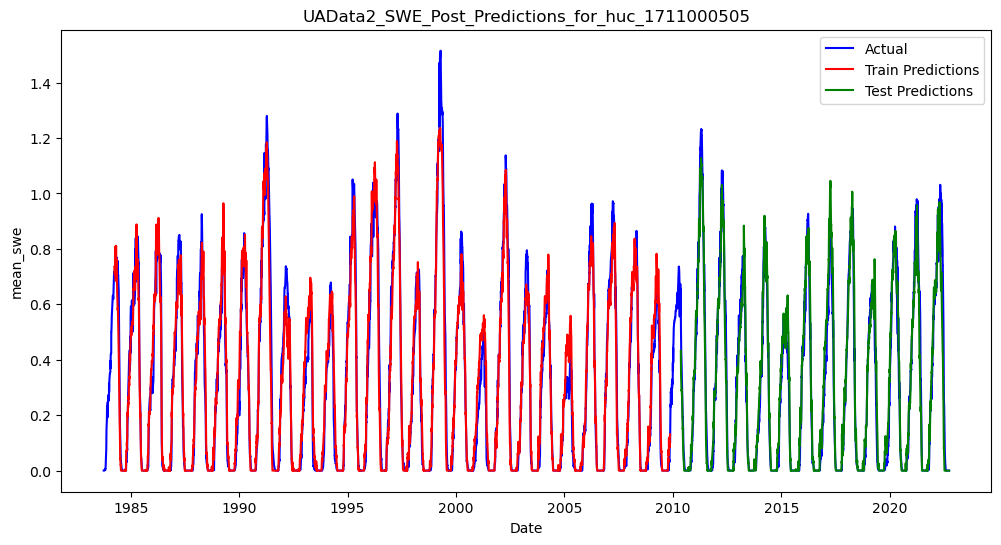 UAData2_SWE_Post_Predictions_for_huc_1711000505
Actual
Train Predictions
Test Predictions
mean_swe
1.4
1.2
1.0
0.8
0.6
0.4
0.2
0.0
1985
1990
1995
2000
2005
2010
2015
2020
Date